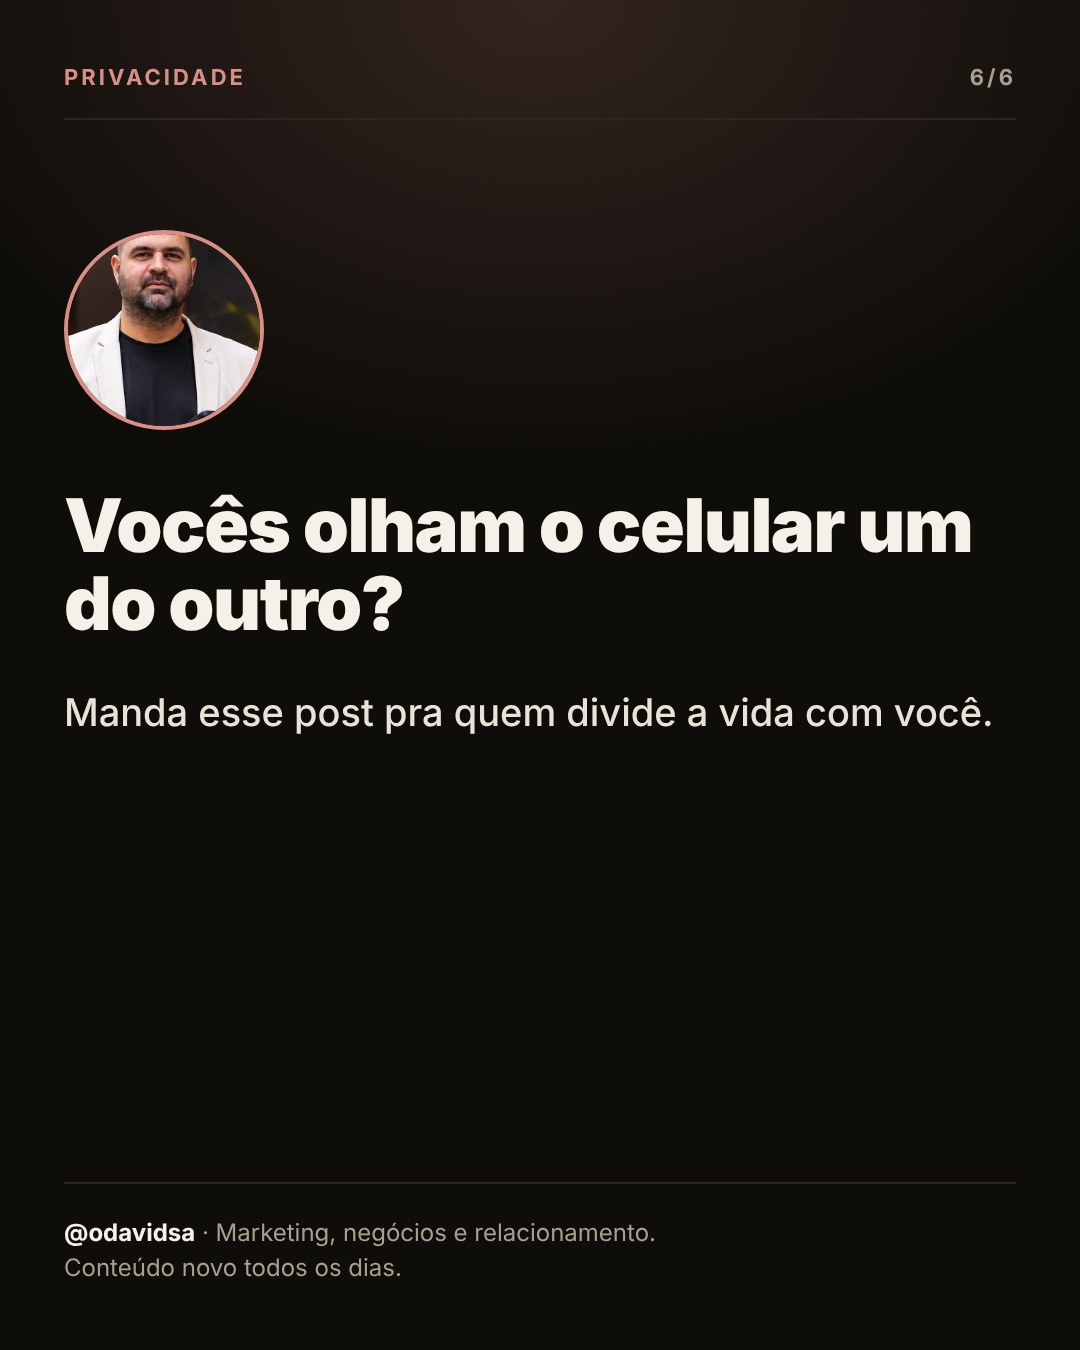 PRIVACIDADE
6/6
Vocês olham o celular um
do outro?
Manda esse post pra quem divide a vida com você.
@odavidsa · Marketing, negócios e relacionamento.
Conteúdo novo todos os dias.